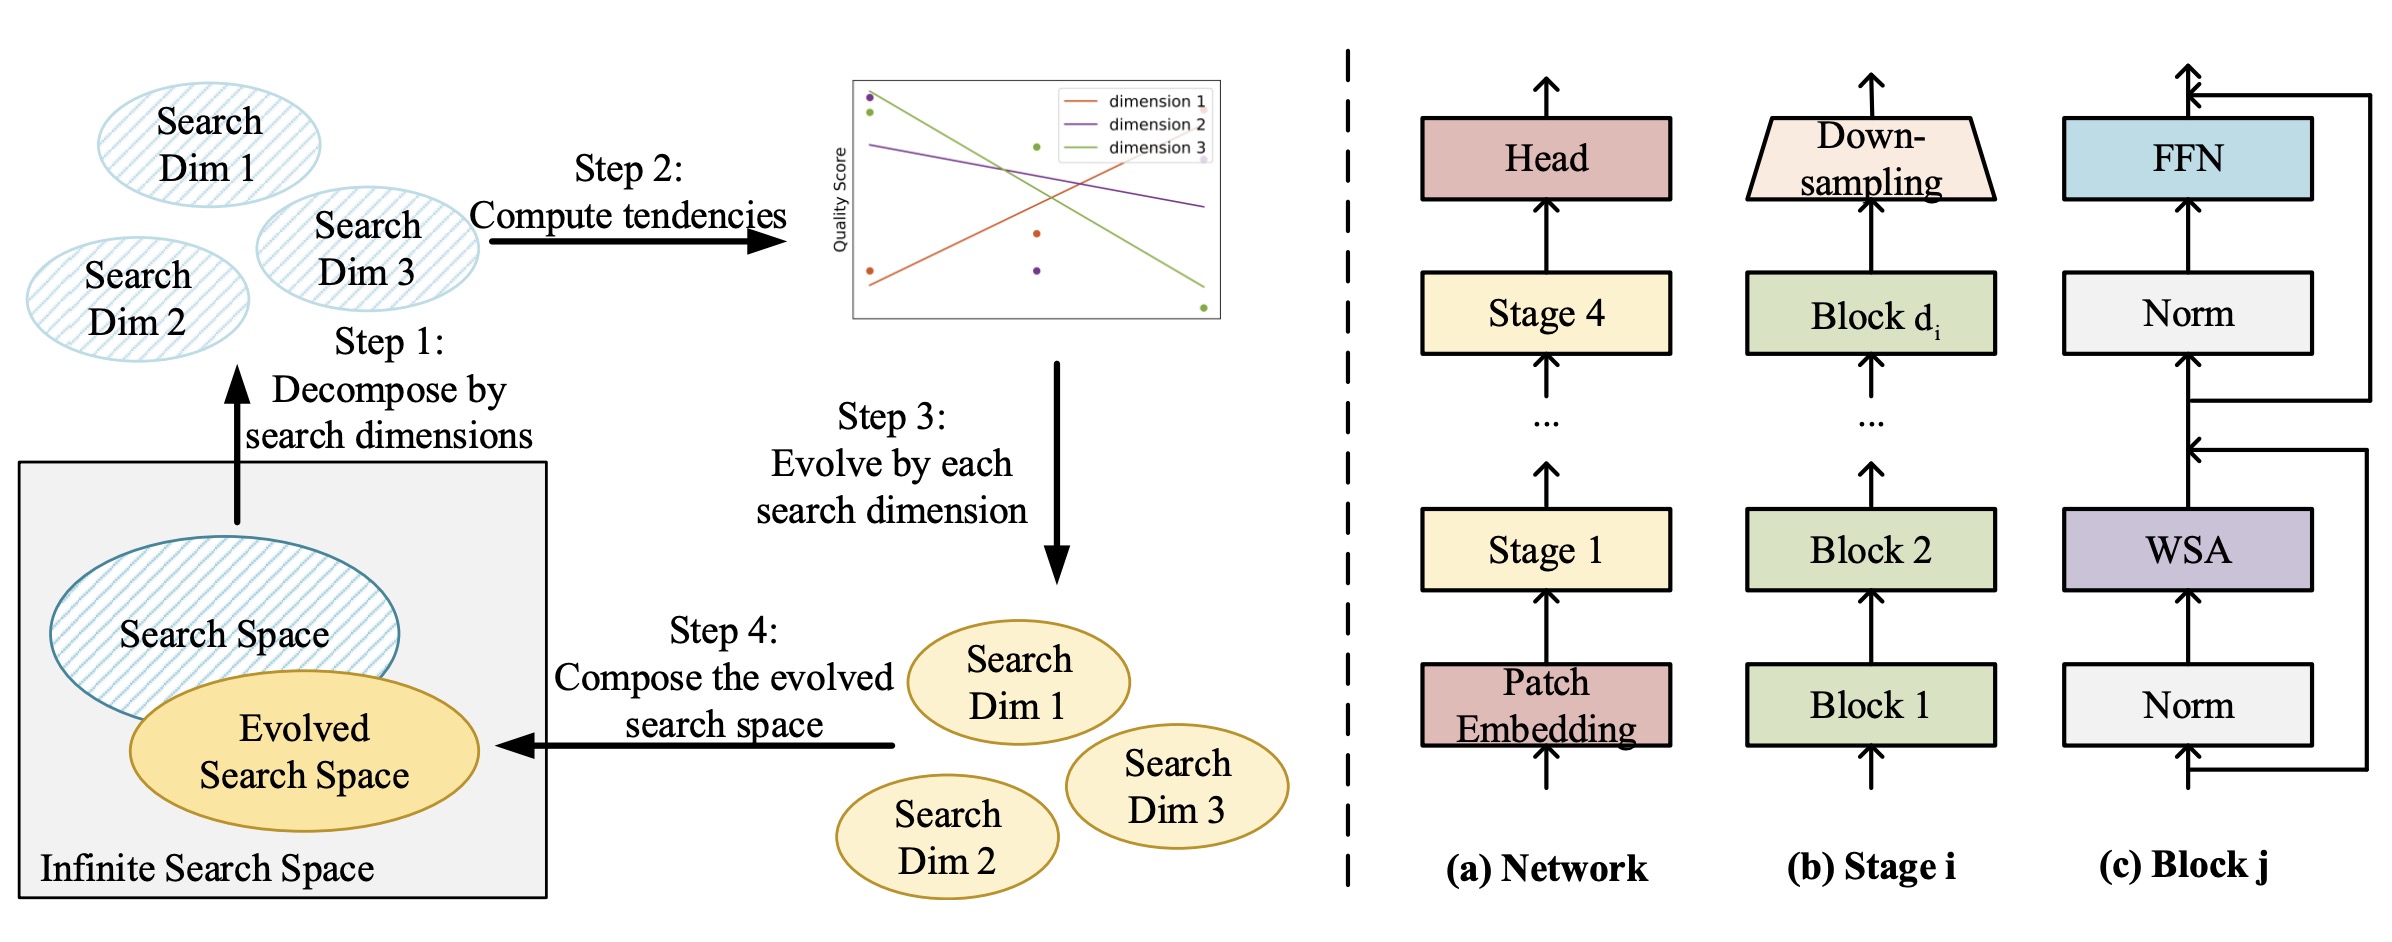 Search
Dim 1
Search
Dim 3
Search
Dim 2
Step 1:
Decompose by
search dimensions
Step 2:
Compute tendencies
Quality Score
dimension 1
dimension 2
dimension 3
Step 3:
Evolve by each
search dimension
Search
Dim 1
Search
Dim 3
Search
Dim 2
Step 4:
Compose the evolved
search space
Search Space
Evolved
Search Space
Infinite Search Space
Head
Stage 4
...
Stage 1
Patch
Embedding
(a) Network
Down-
sampling
Block di
...
Block 2
Block 1
(b) Stage i
FFN
Norm
WSA
Norm
(c) Block j